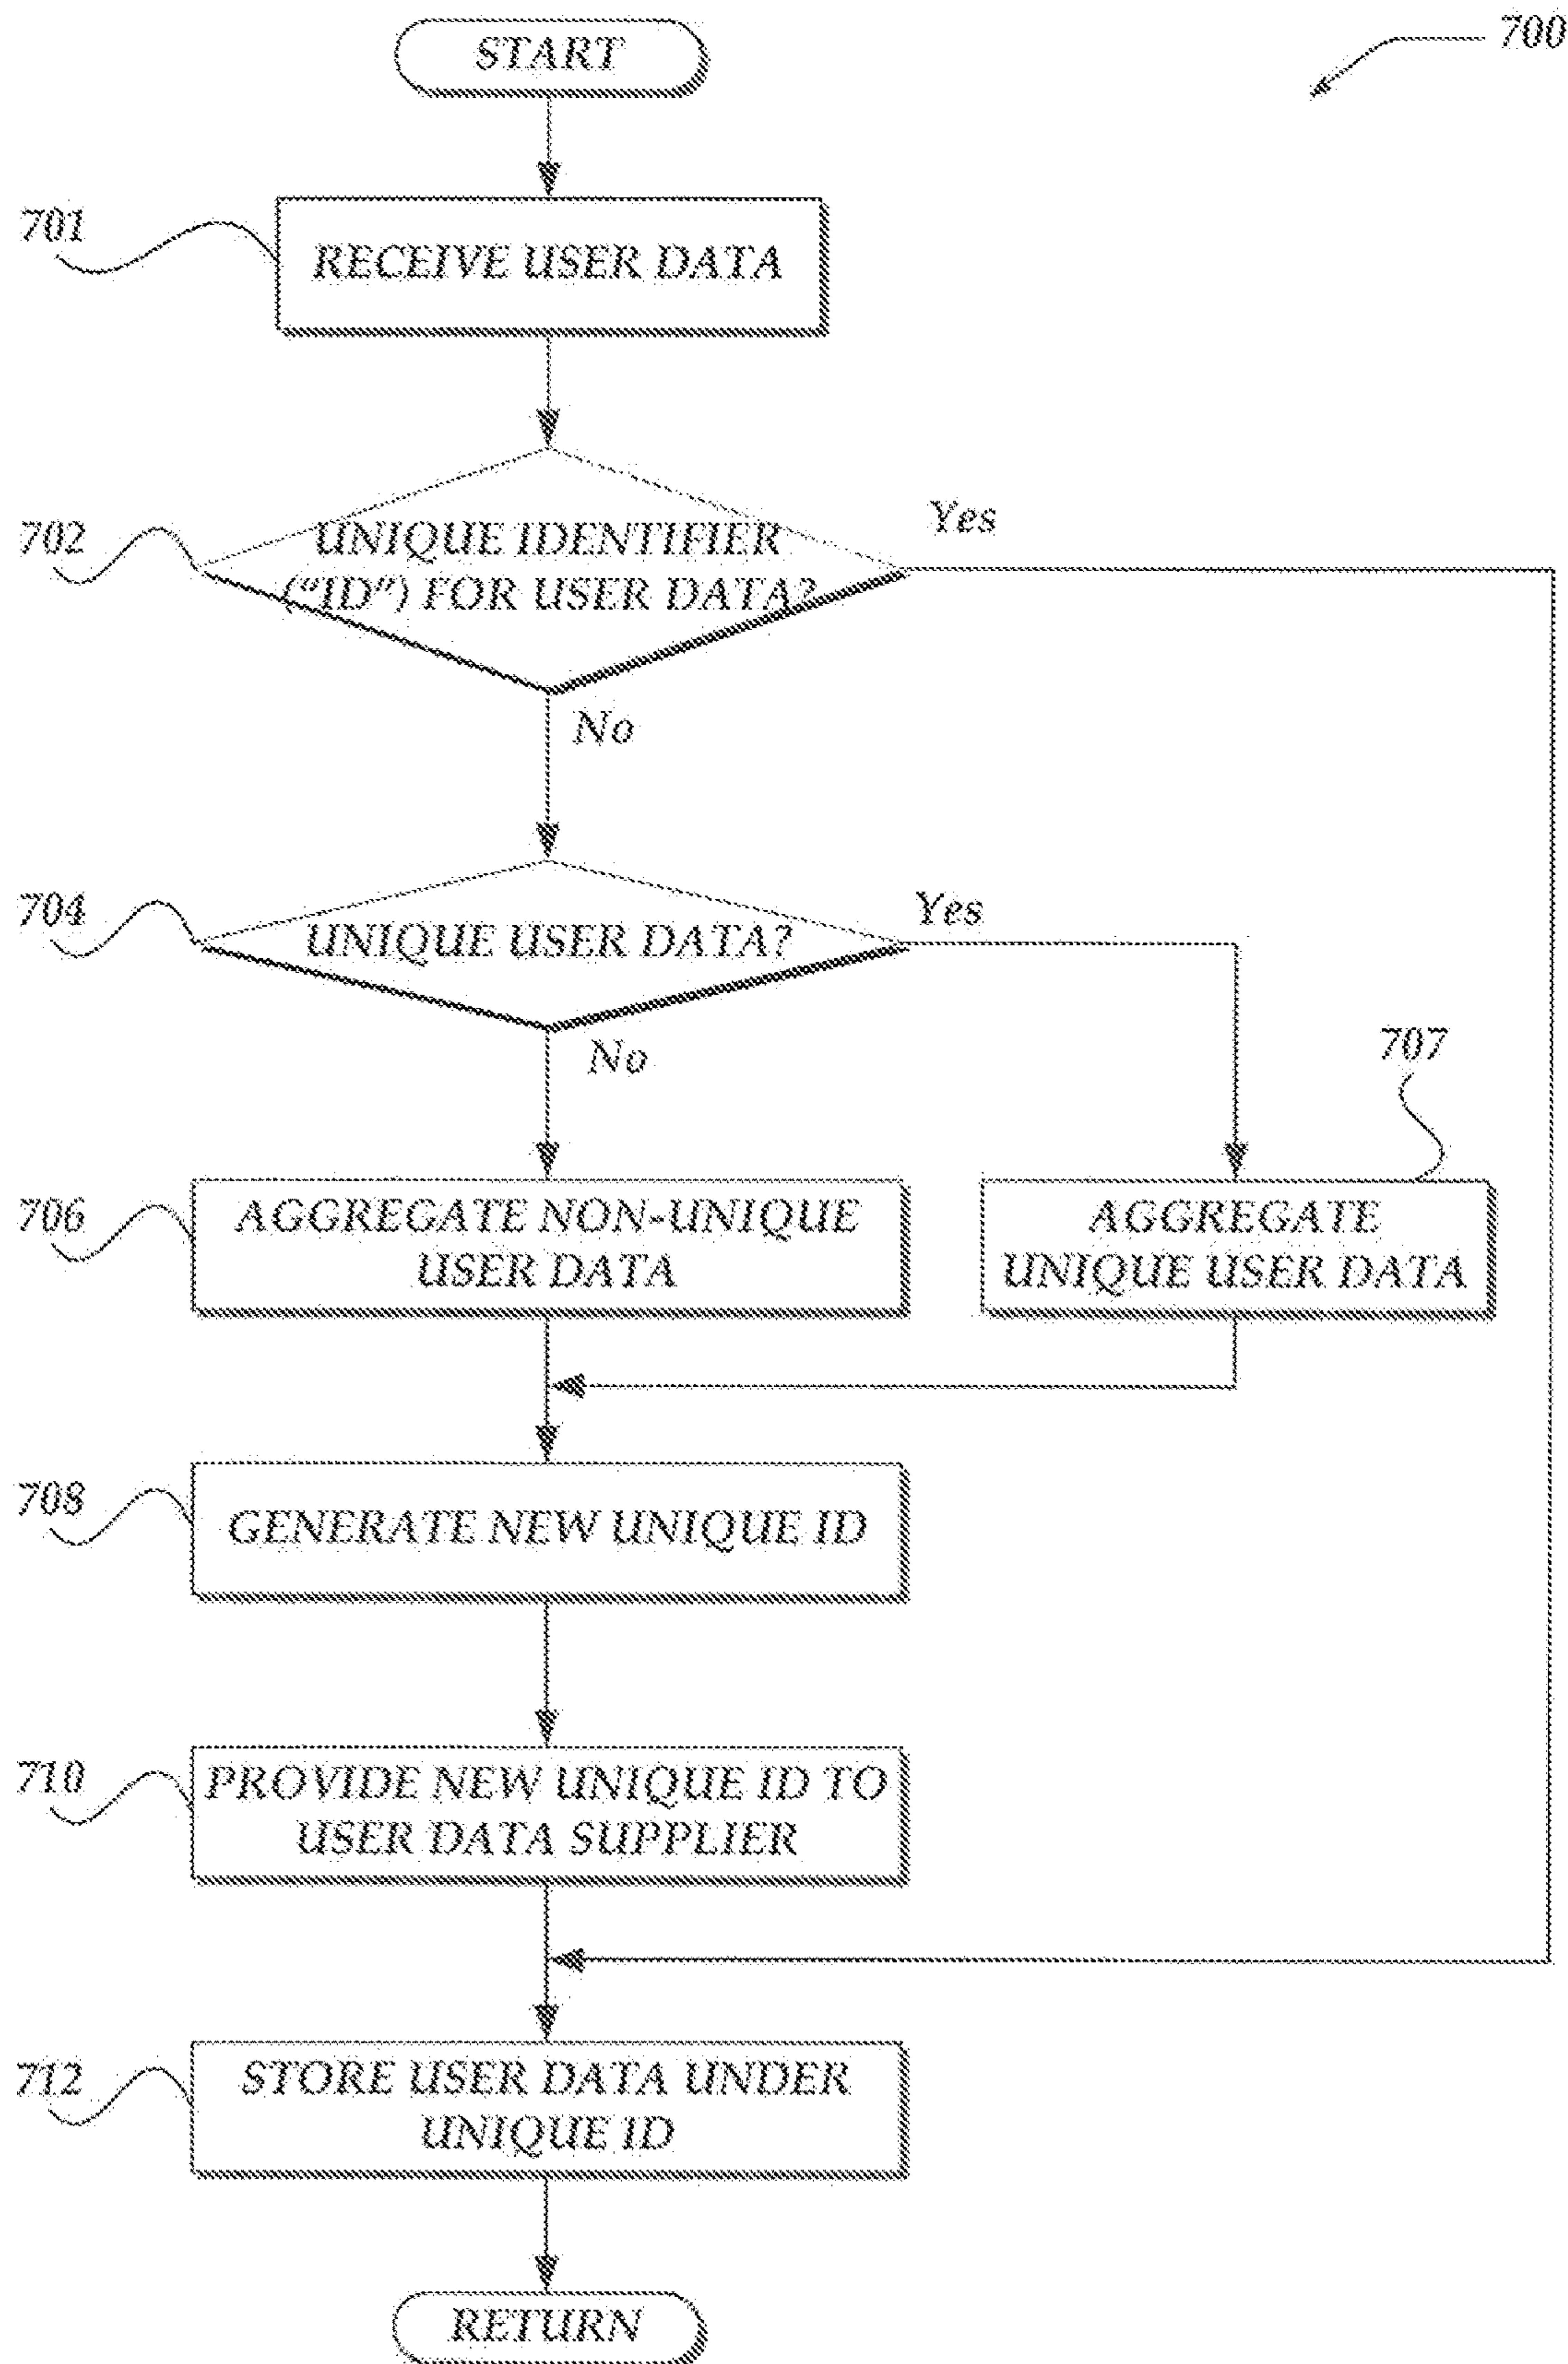 START
700
701
RECEIVE USER DATA
Yes
702
UNIQUE IDENTIFIER
("ID") FOR USER DATA?
No
704
Yes
UNIQUE USER DATA?
No
707
706
AGGREGATE NON-UNIQUE
USER DATA
AGGREGATE
UNIQUE USER DATA
708
GENERATE NEW UNIQUE ID
710
PROVIDE NEW UNIQUE ID TO
USER DATA SUPPLIER
712
STORE USER DATA UNDER
UNIQUE ID
RETURN